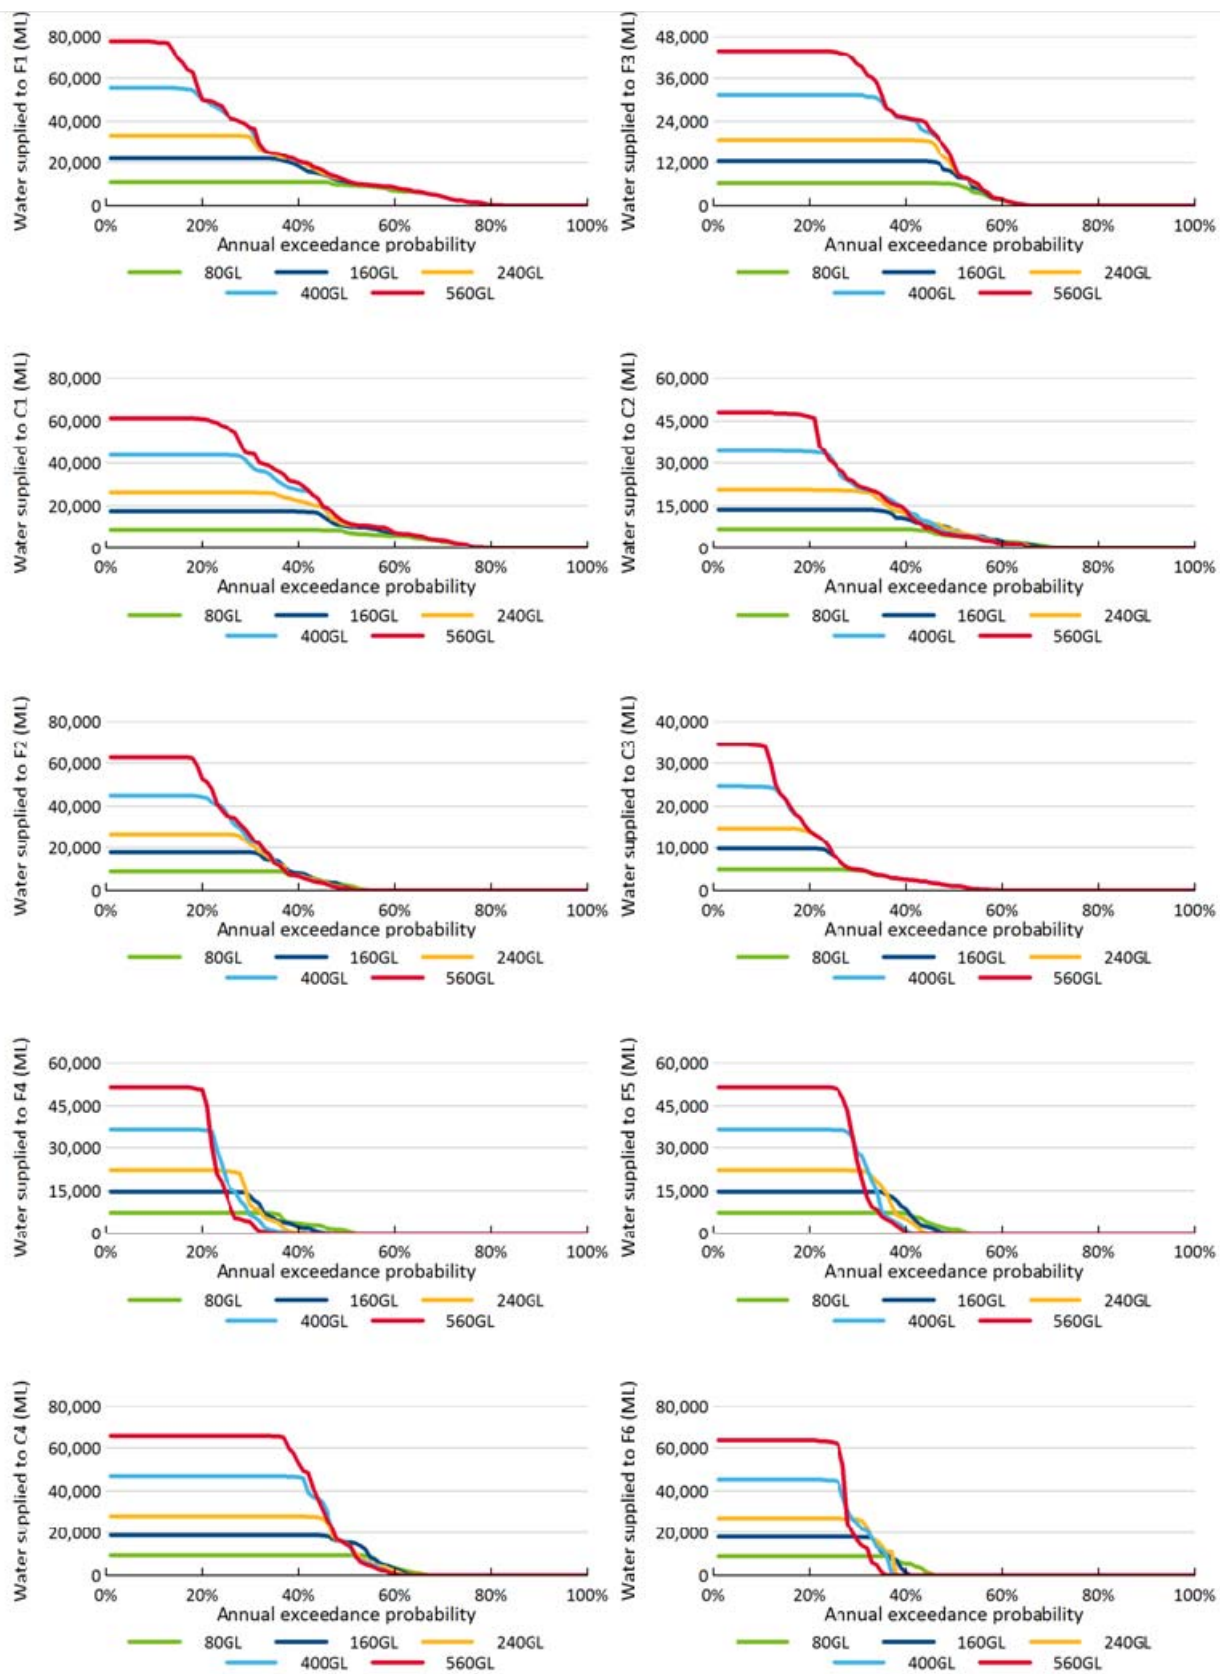 Water supplied to F1 (ML)
80,000
60,000
40,000
20,000
0
0% 20% 40% 60% 80% 100%
Annual exceedance probability
80GL 160GL 240GL
400GL 560GL
Water supplied to F3 (ML)
48,000
36,000
24,000
12,000
0
0% 20% 40% 60% 80% 100%
Annual exceedance probability
80GL 160GL 240GL
400GL 560GL
Water supplied to C1 (ML)
80,000
60,000
40,000
20,000
0
0% 20% 40% 60% 80% 100%
Annual exceedance probability
80GL 160GL 240GL
400GL 560GL
Water supplied to C2 (ML)
60,000
45,000
30,000
15,000
0
0% 20% 40% 60% 80% 100%
Annual exceedance probability
80GL 160GL 240GL
400GL 560GL
Water supplied to F2 (ML)
80,000
60,000
40,000
20,000
0
0% 20% 40% 60% 80% 100%
Annual exceedance probability
80GL 160GL 240GL
400GL 560GL
Water supplied to C3 (ML)
40,000
30,000
20,000
10,000
0
0% 20% 40% 60% 80% 100%
Annual exceedance probability
80GL 160GL 240GL
400GL 560GL
Water supplied to F4 (ML)
60,000
45,000
30,000
15,000
0
0% 20% 40% 60% 80% 100%
Annual exceedance probability
80GL 160GL 240GL
400GL 560GL
Water supplied to F5 (ML)
60,000
45,000
30,000
15,000
0
0% 20% 40% 60% 80% 100%
Annual exceedance probability
80GL 160GL 240GL
400GL 560GL
Water supplied to C4 (ML)
80,000
60,000
40,000
20,000
0
0% 20% 40% 60% 80% 100%
Annual exceedance probability
80GL 160GL 240GL
400GL 560GL
Water supplied to F6 (ML)
80,000
60,000
40,000
20,000
0
0% 20% 40% 60% 80% 100%
Annual exceedance probability
80GL 160GL 240GL
400GL 560GL